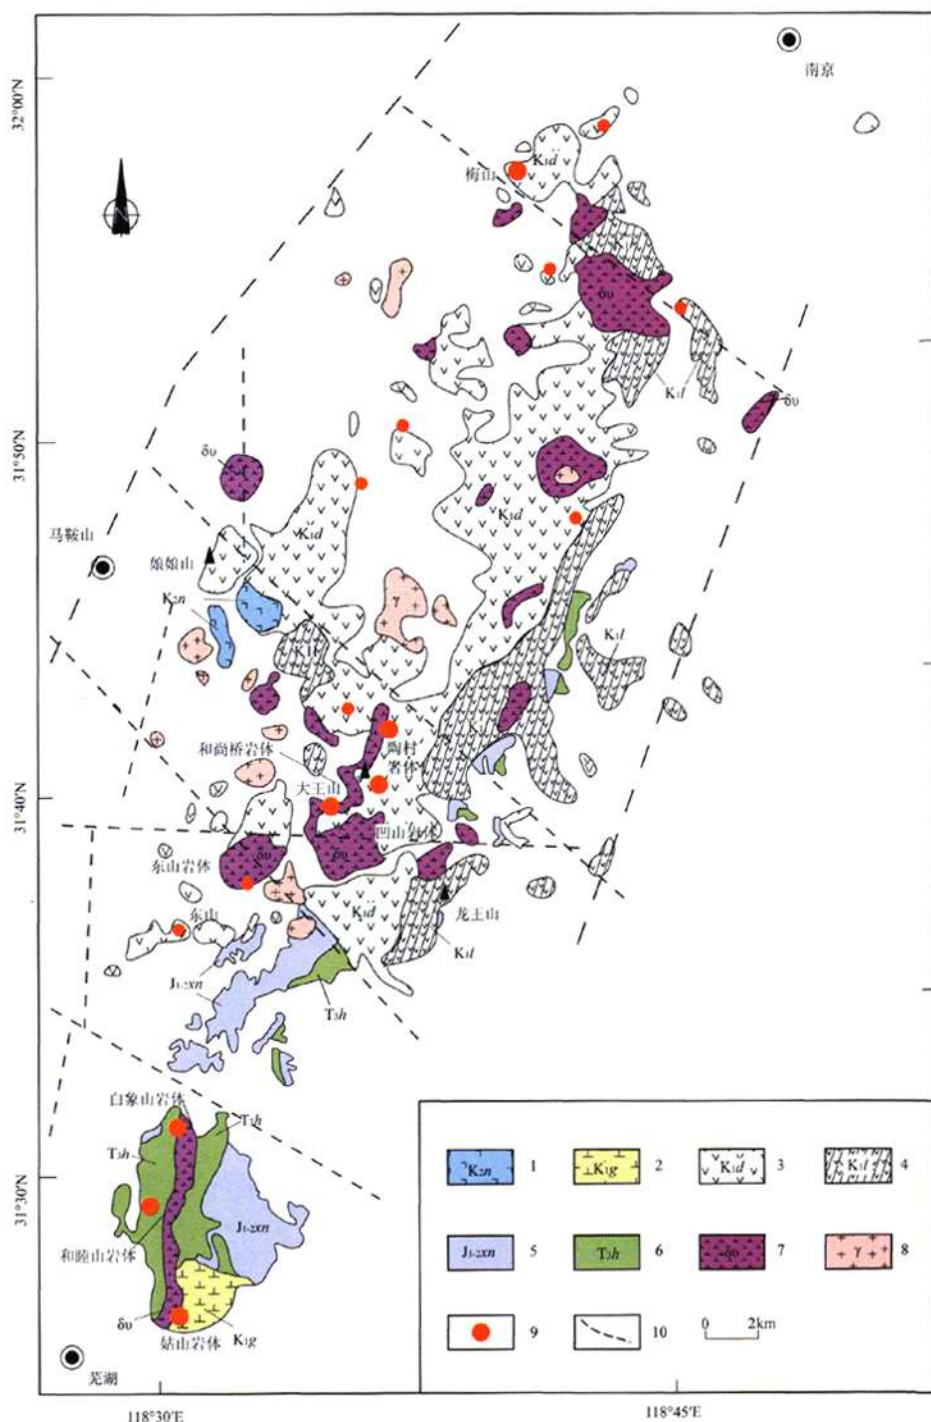 南京
32°00′N
K₁d
梅山
K₁l
δυ
K₁l
δυ
31°50′N
δυ
K₁d
K₁d
马鞍山
娘娘山
K₂n
γ
K₁l
K₁l
和尚桥岩体
陶村
岩体
大王山
31°40′N
凹山岩体
δυ
δυ
东山岩体
K₁d
龙王山
东山
K₁l
J₁₋₂xn
T₃h
白象山岩体
T₃h
T₃h
31°30′N
J₁₋₂xn
和睦山岩体
δυ
姑山岩体
K₁g
芜湖
118°30′E
118°45′E
K₂n 1
K₁g 2
K₁d 3
K₁l 4
J₁₋₂xn 5
T₃h 6
δυ 7
γ 8
9
10
0 2km